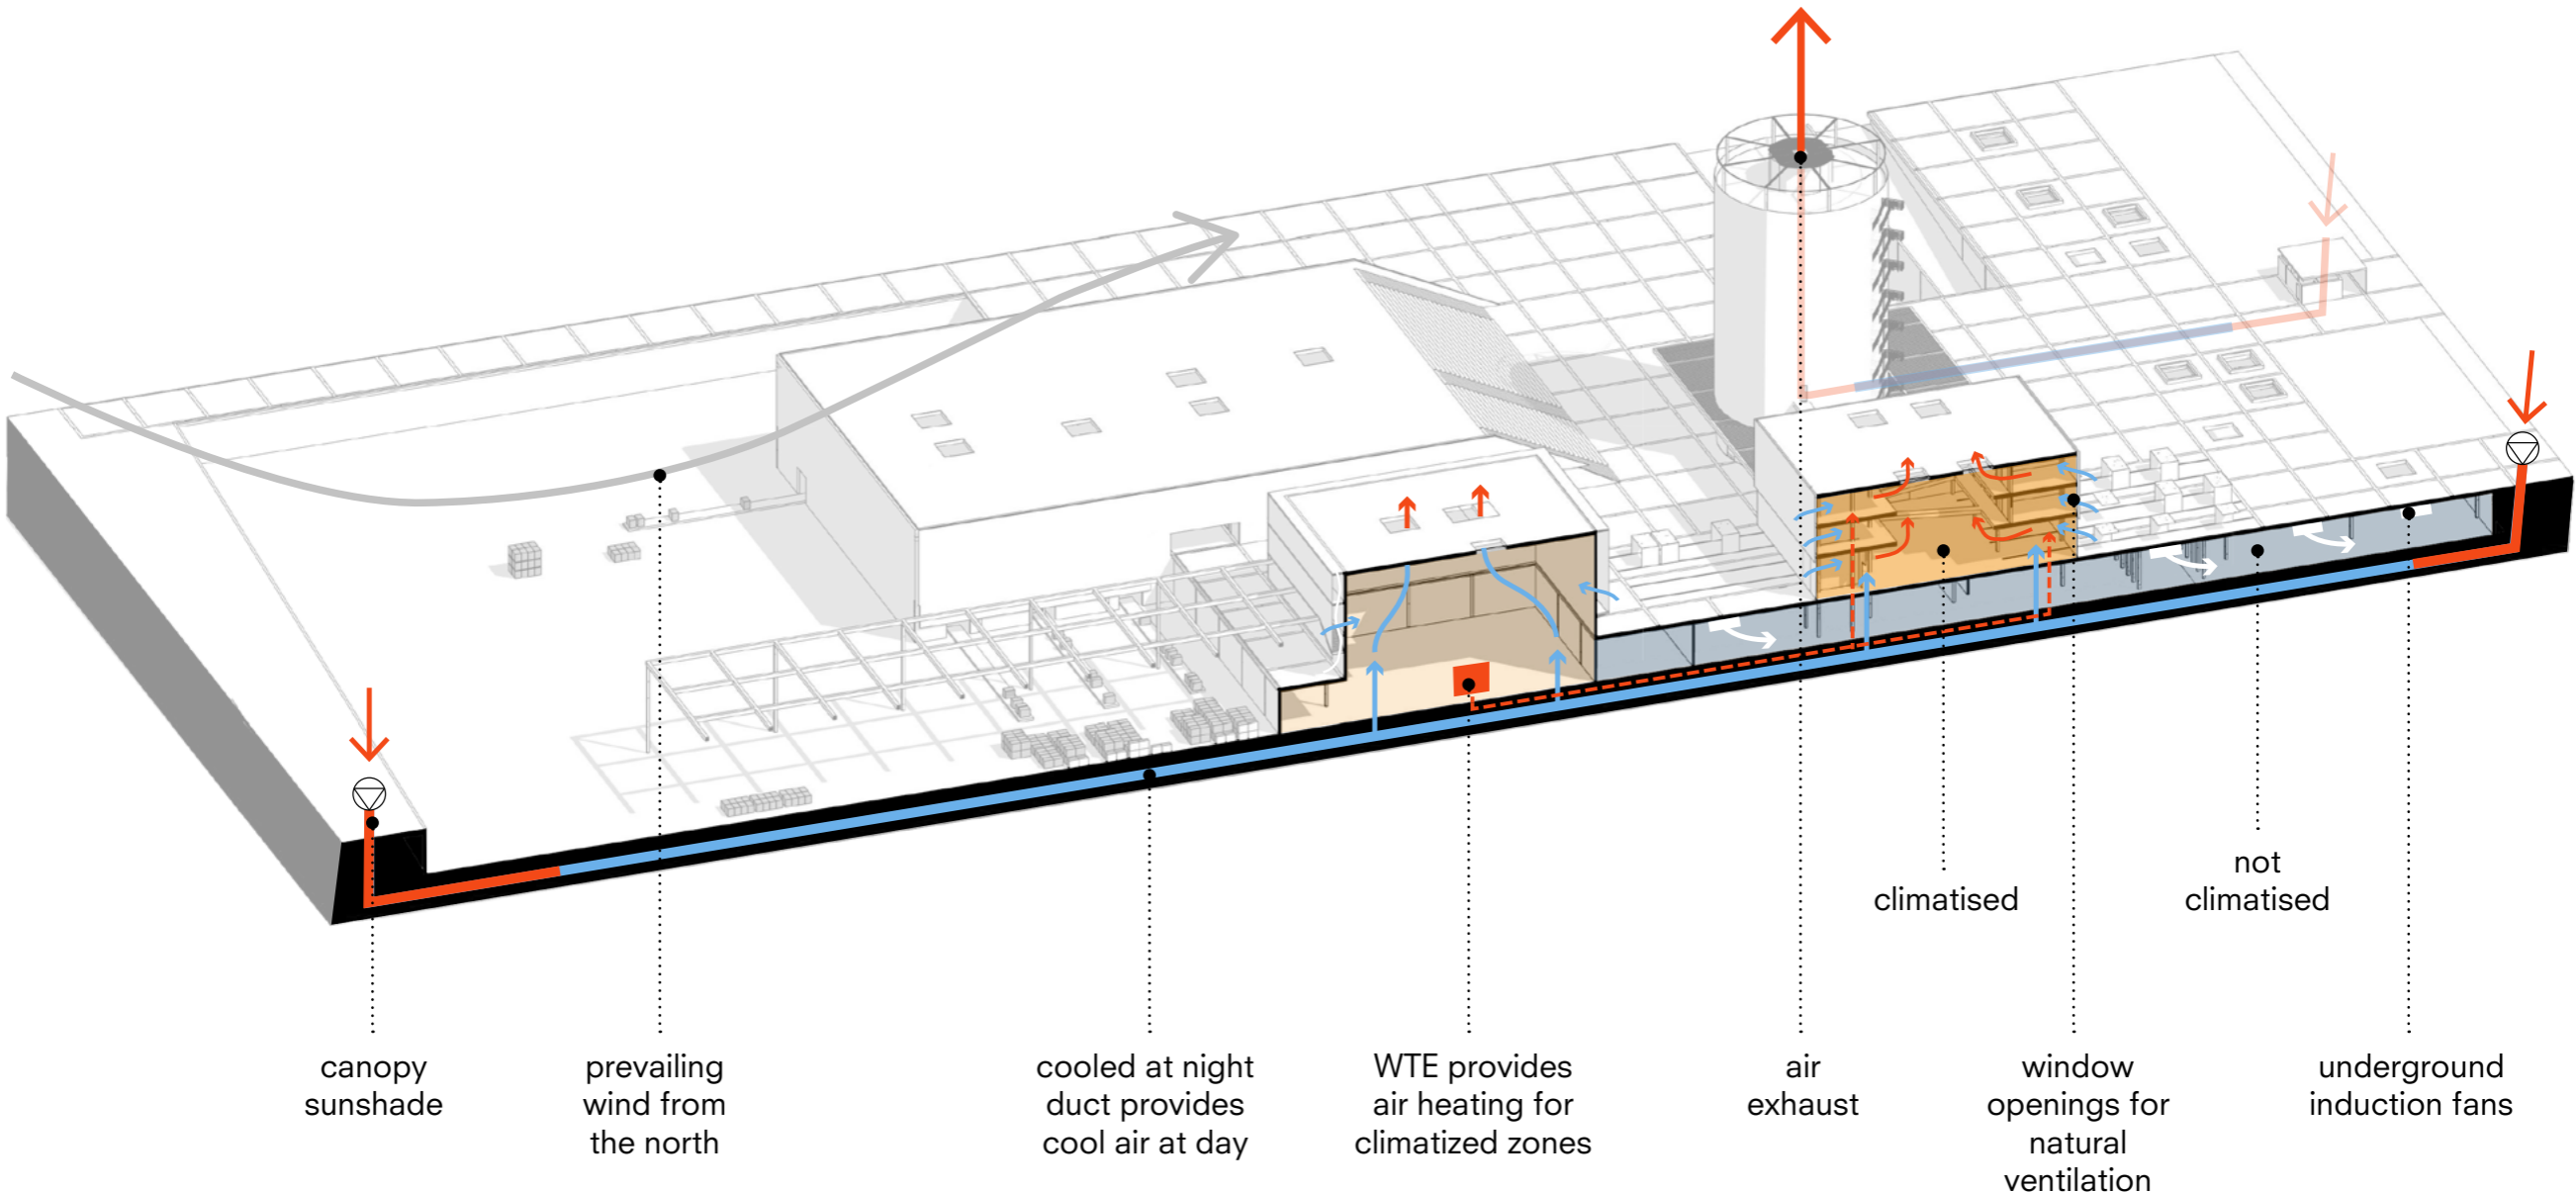 climatised
not
climatised
canopy
sunshade
prevailing
wind from
the north
cooled at night
duct provides
cool air at day
WTE provides
air heating for
climatized zones
air
exhaust
window
openings for
natural
ventilation
underground
induction fans